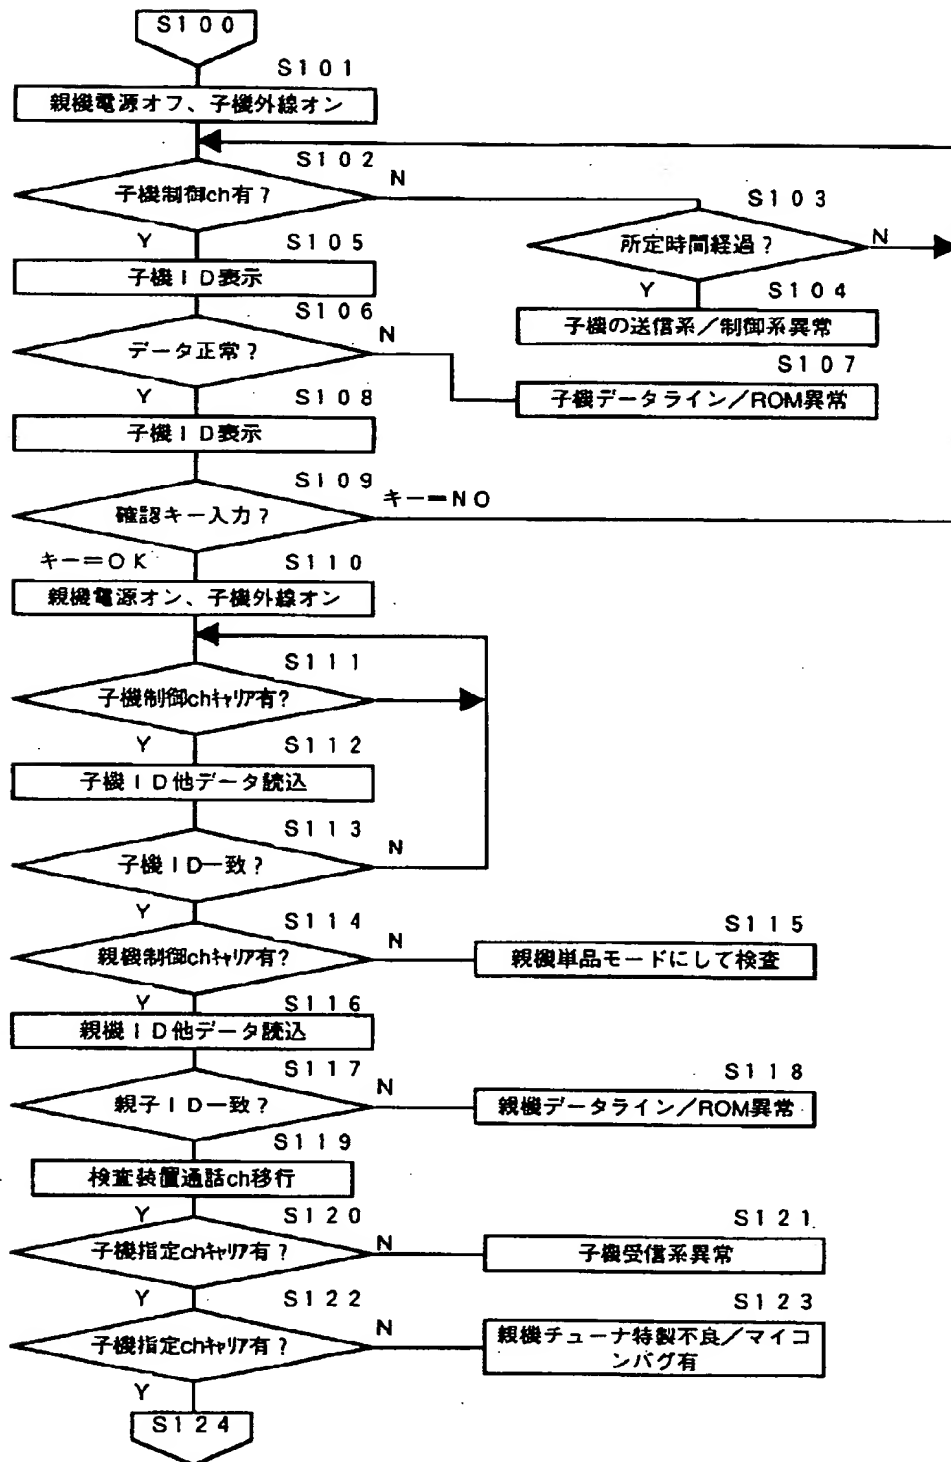 S100
S101
親機電源オフ、子機外線オン
S102
子機制御ch有?
N
S103
所定時間経過?
N
Y
S105
子機ID表示
Y
S104
子機の送信系/制御系異常
S106
データ正常?
N
S107
子機データライン/ROM異常
Y
S108
子機ID表示
S109
確認キー入力?
キー=NO
キー=OK
S110
親機電源オン、子機外線オン
S111
子機制御chキャリア有?
Y
S112
子機ID他データ読込
S113
子機ID一致?
N
Y
S114
親機制御chキャリア有?
N
S115
親機単品モードにして検査
Y
S116
親機ID他データ読込
S117
親子ID一致?
N
S118
親機データライン/ROM異常
S119
検査装置通話ch移行
Y
S120
子機指定chキャリア有?
N
S121
子機受信系異常
Y
S122
子機指定chキャリア有?
N
S123
親機チューナ特製不良/マイコ
ンバグ有
Y
S124